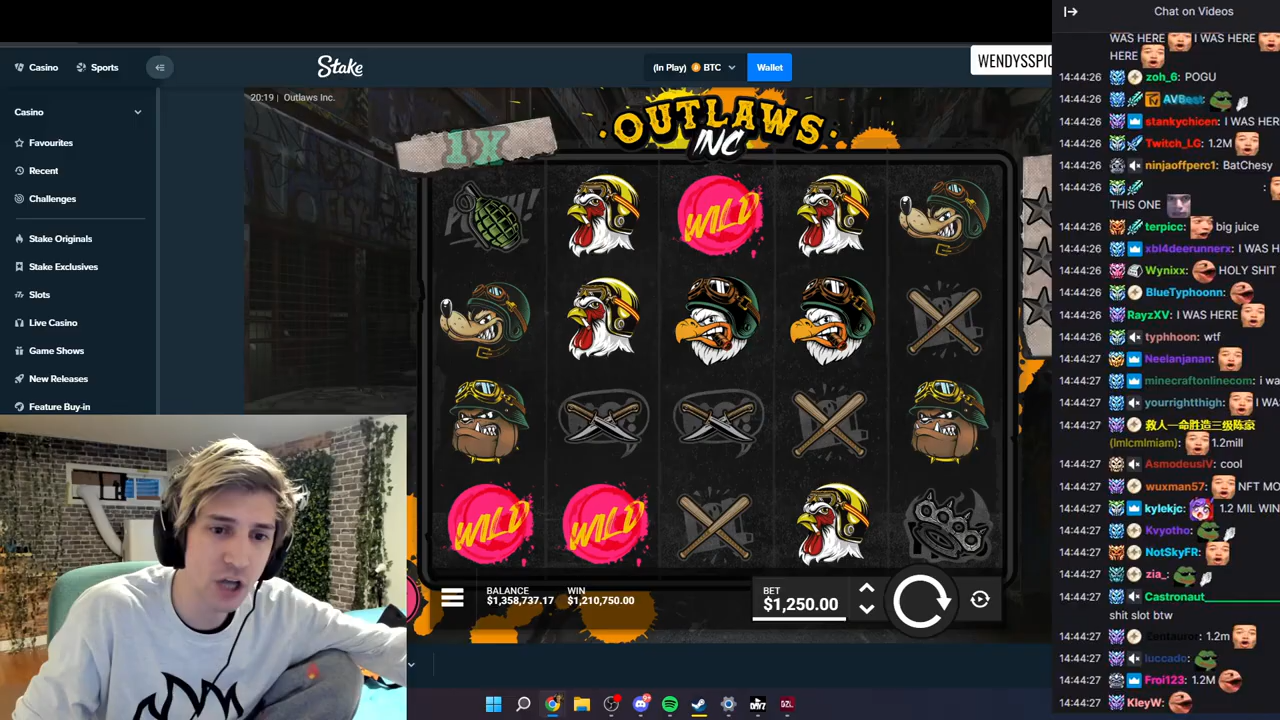 Chat on Videos
WAS HERE I WAS HERE
HERE
Casino
Sports
Stake
(In Play) BTC
Wallet
WENDYSSPIC
20:19 | Outlaws Inc.
1X
OUTLAWS
INC
Casino
Favourites
Recent
Challenges
Stake Originals
Stake Exclusives
Slots
Live Casino
Game Shows
New Releases
Feature Buy-in
WILD
WILD
WILD
BALANCE
$1,358,737.17
WIN
$1,210,750.00
BET
$1,250.00
14:44:26 zoh_6: POGU
14:44:26 AVBest:
14:44:26 stankychicen: I WAS HER
14:44:26 Twitch_LG: 1.2M
14:44:26 ninjaoffperc1: BatChesy
14:44:26 :
THIS ONE
14:44:26 terpicc: big juice
14:44:26 xbl4deerunnerx: I WAS H
14:44:26 Wynixx: HOLY SHIT
14:44:26 BlueTyphoonn:
14:44:26 RayzXV: I WAS HERE
14:44:26 typhhoon: wtf
14:44:27 Neelanjanan:
14:44:27 minecraftonlinecom: i wa
14:44:27 yourrightthigh: I WAS
14:44:27 救人一命胜造三级陈豪
(lmlcmlmiam): 1.2mill
14:44:27 AsmodeusIV: cool
14:44:27 wuxman57: NFT MO
14:44:27 kylekjc: 1.2 MIL WIN
14:44:27 Kvyotho:
14:44:27 NotSkyFR:
14:44:27 zia_:
14:44:27 Castronaut
shit slot btw
14:44:27 Zentauron: 1.2m
14:44:27 luccado:
14:44:27 Froi123: 1.2M
14:44:27 KleyW: